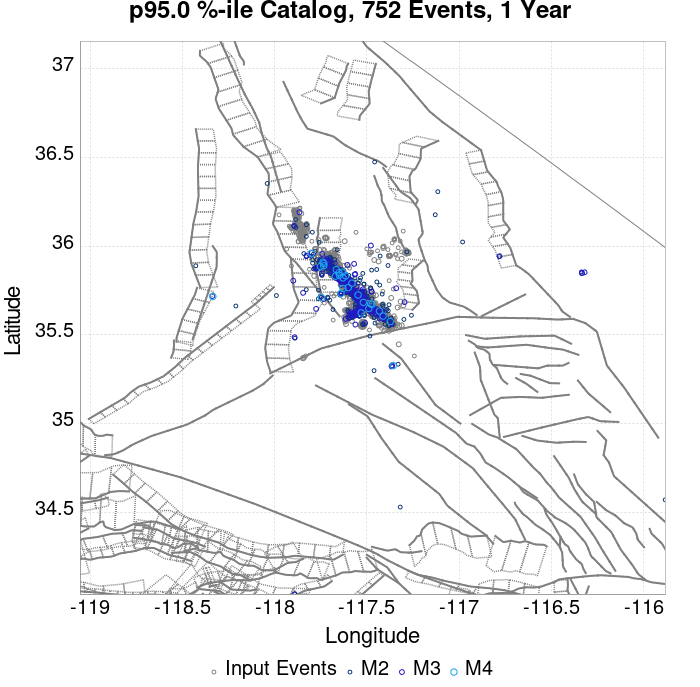 p95.0 %-ile Catalog, 752 Events, 1 Year
37
36.5
36
35.5
35
34.5
Latitude
-119 -118.5 -118 -117.5 -117 -116.5 -116
Longitude
Input Events M2 M3 M4